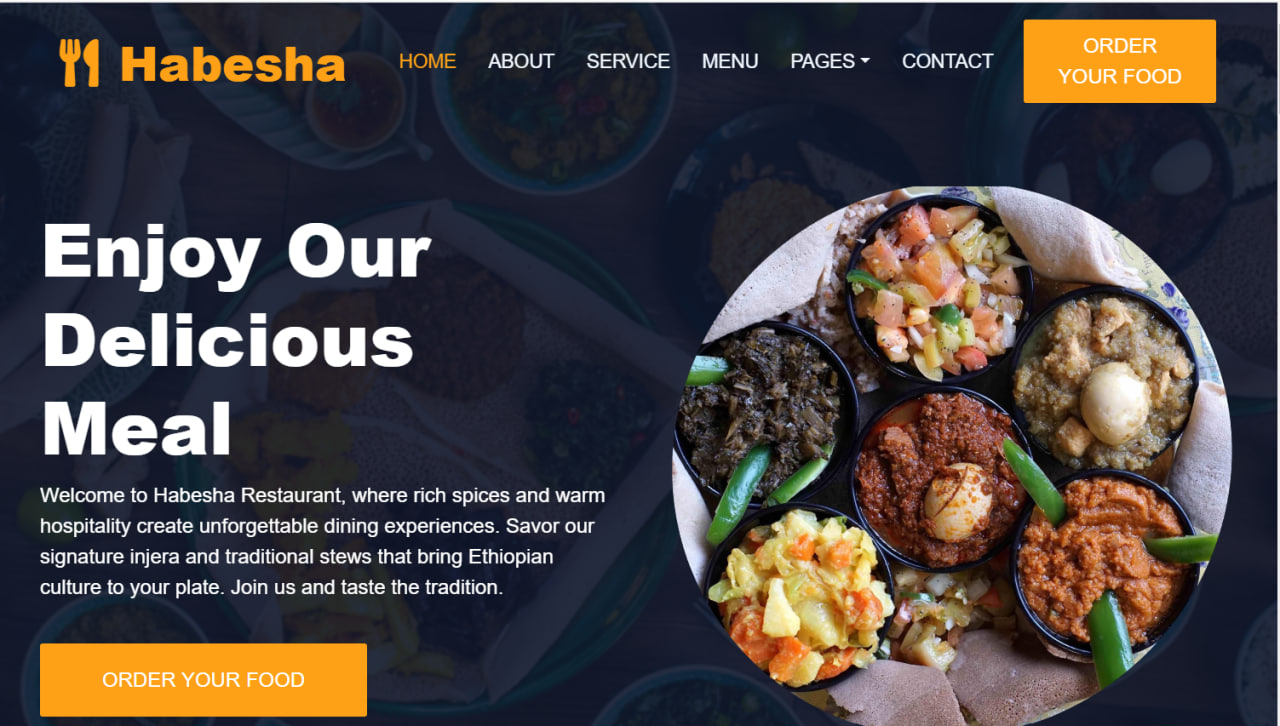 Habesha
HOME
ABOUT
SERVICE
MENU
PAGES
CONTACT
ORDER
YOUR FOOD
Enjoy Our
Delicious
Meal
Welcome to Habesha Restaurant, where rich spices and warm
hospitality create unforgettable dining experiences. Savor our
signature injera and traditional stews that bring Ethiopian
culture to your plate. Join us and taste the tradition.
ORDER YOUR FOOD